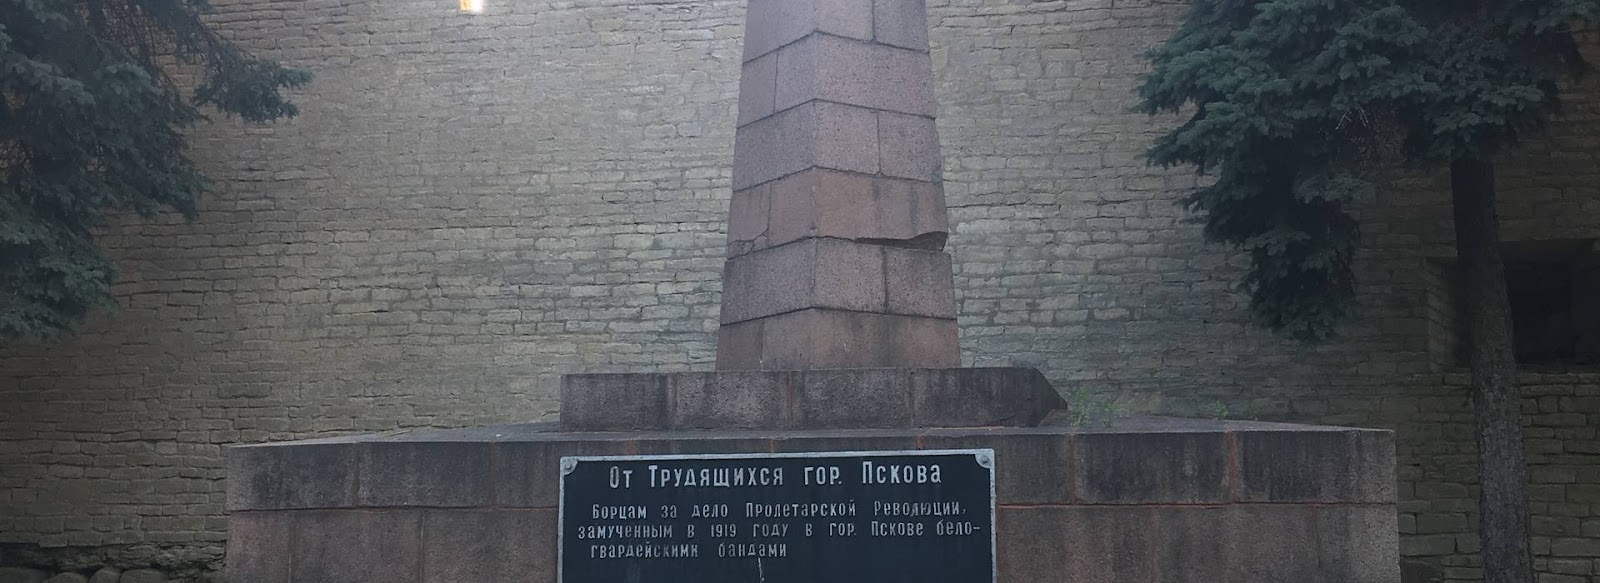 От Трудящихся гор. Пскова
Борцам за дело Пролетарской Революции,
замученным в 1919 году в гор. Пскове бело-
гвардейскими бандами